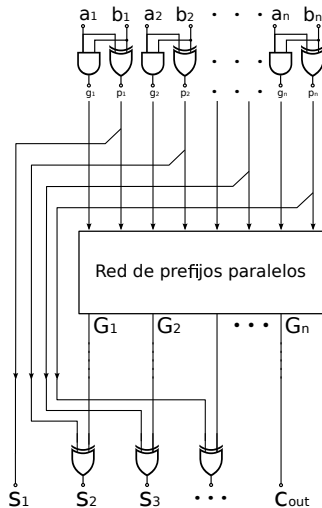 a1 b1 a2 b2 . . . an bn
. . .
g1 p1 g2 p2 . . . gn pn
Red de prefijos paralelos
G1 G2 ... Gn
S1 S2 S3 ... Cout